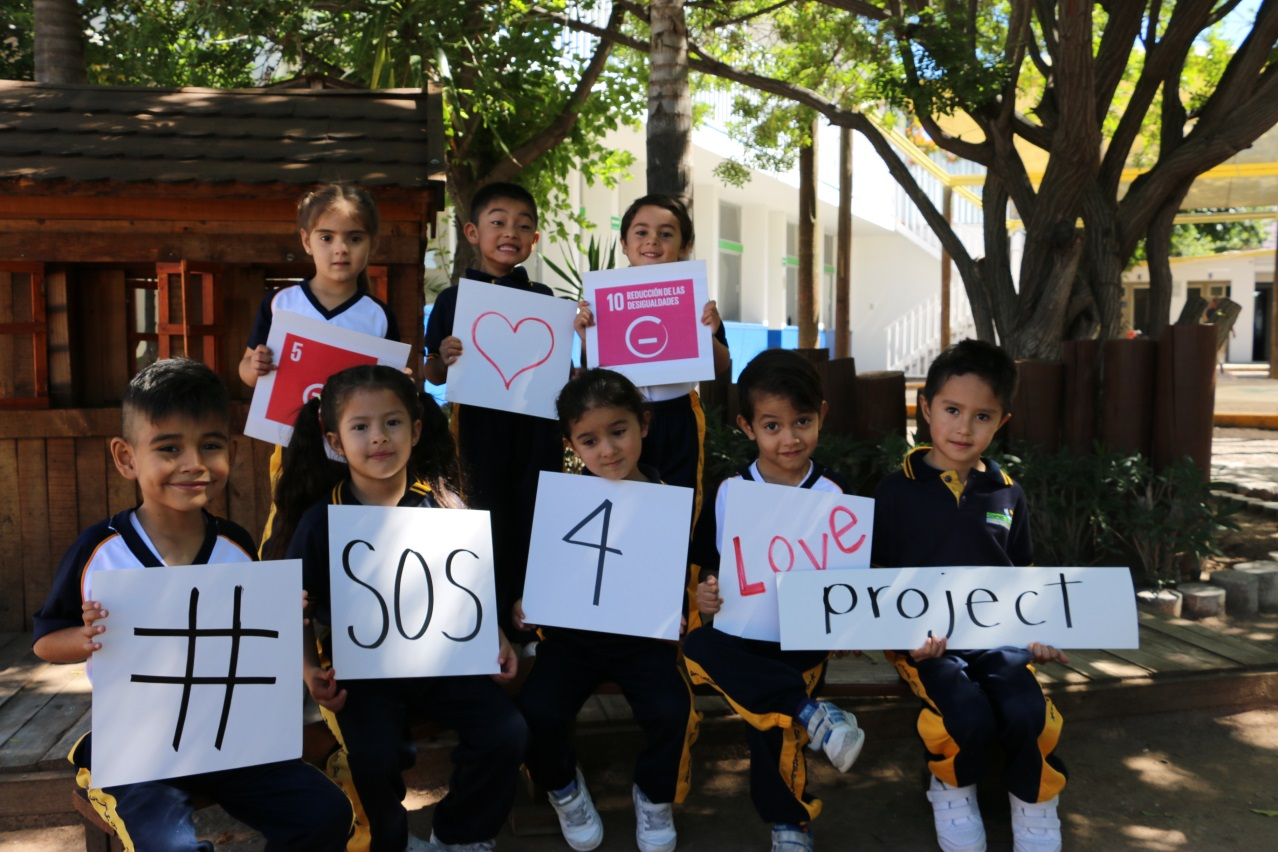 5
10 REDUCCIÓN DE LAS
DESIGUALDADES
# SOS 4 Love project